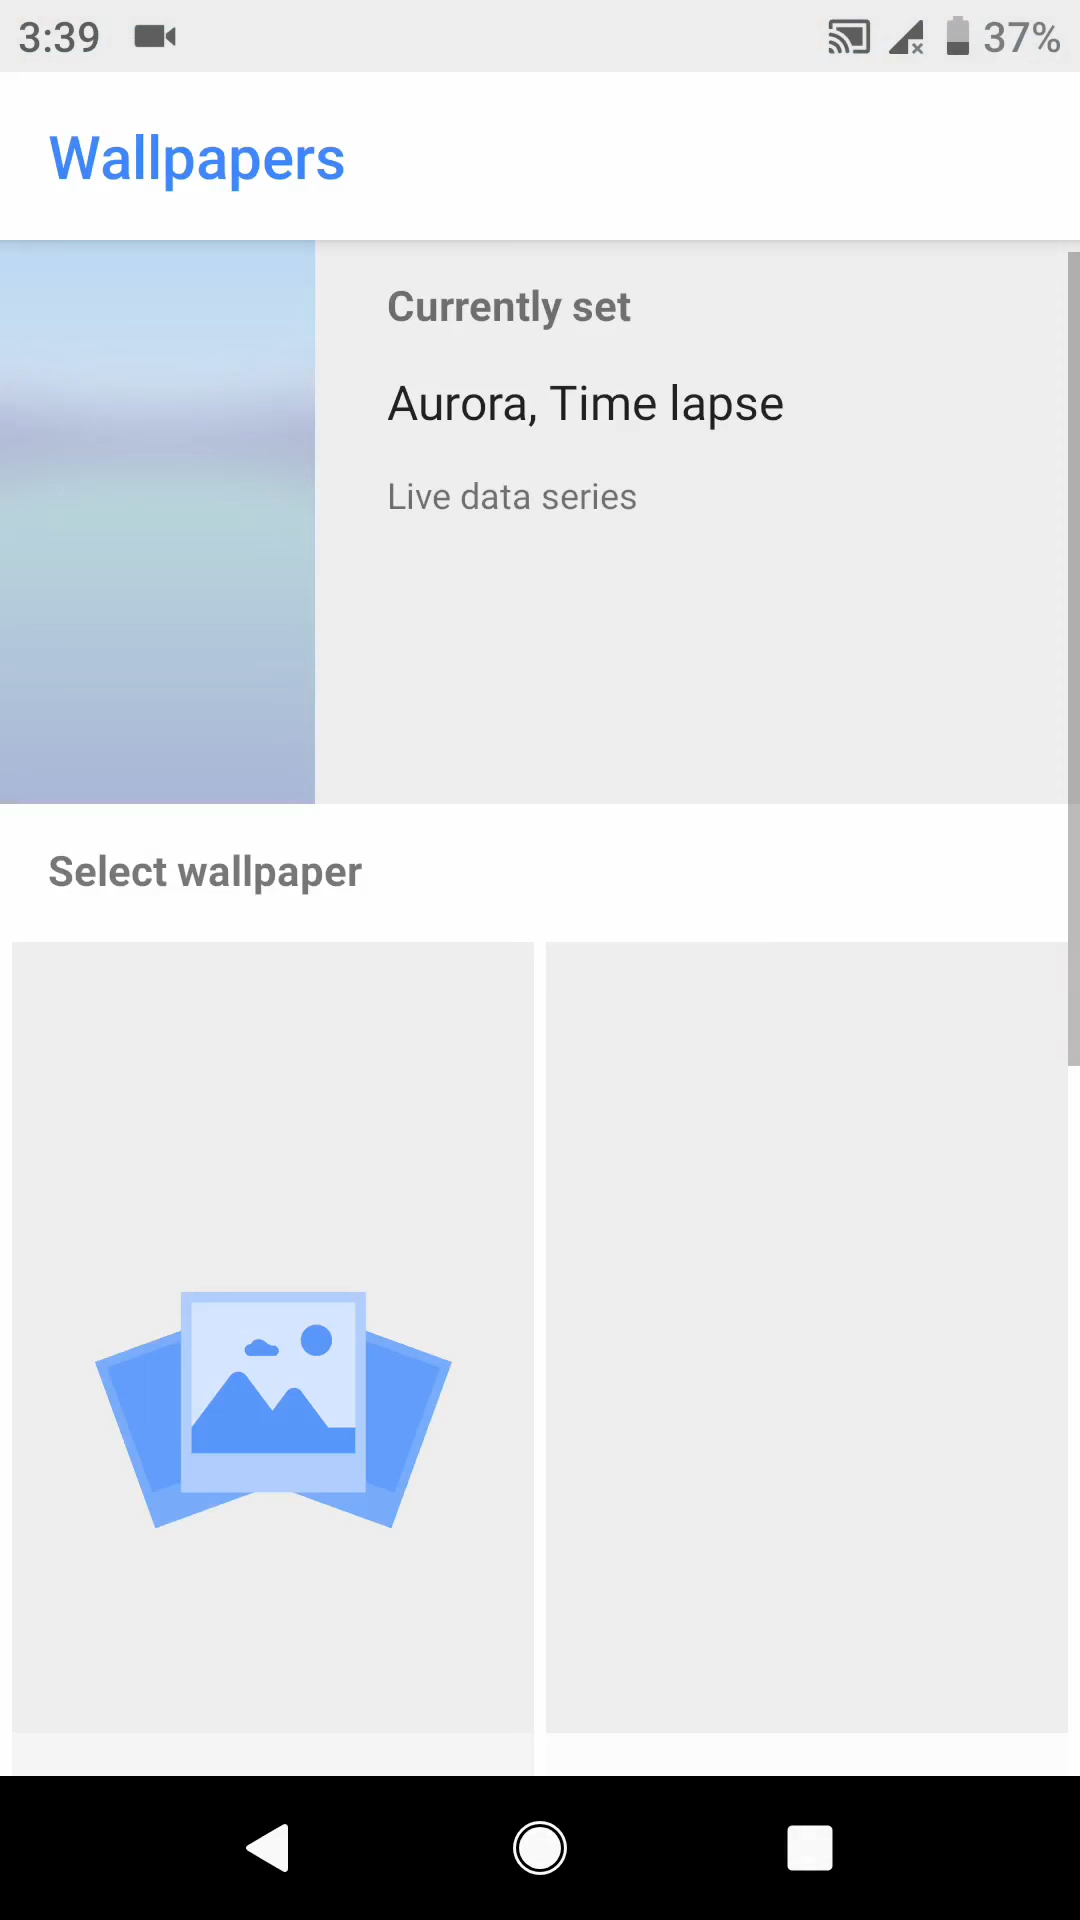 3:39
37%
Wallpapers
Currently set
Aurora, Time lapse
Live data series
Select wallpaper